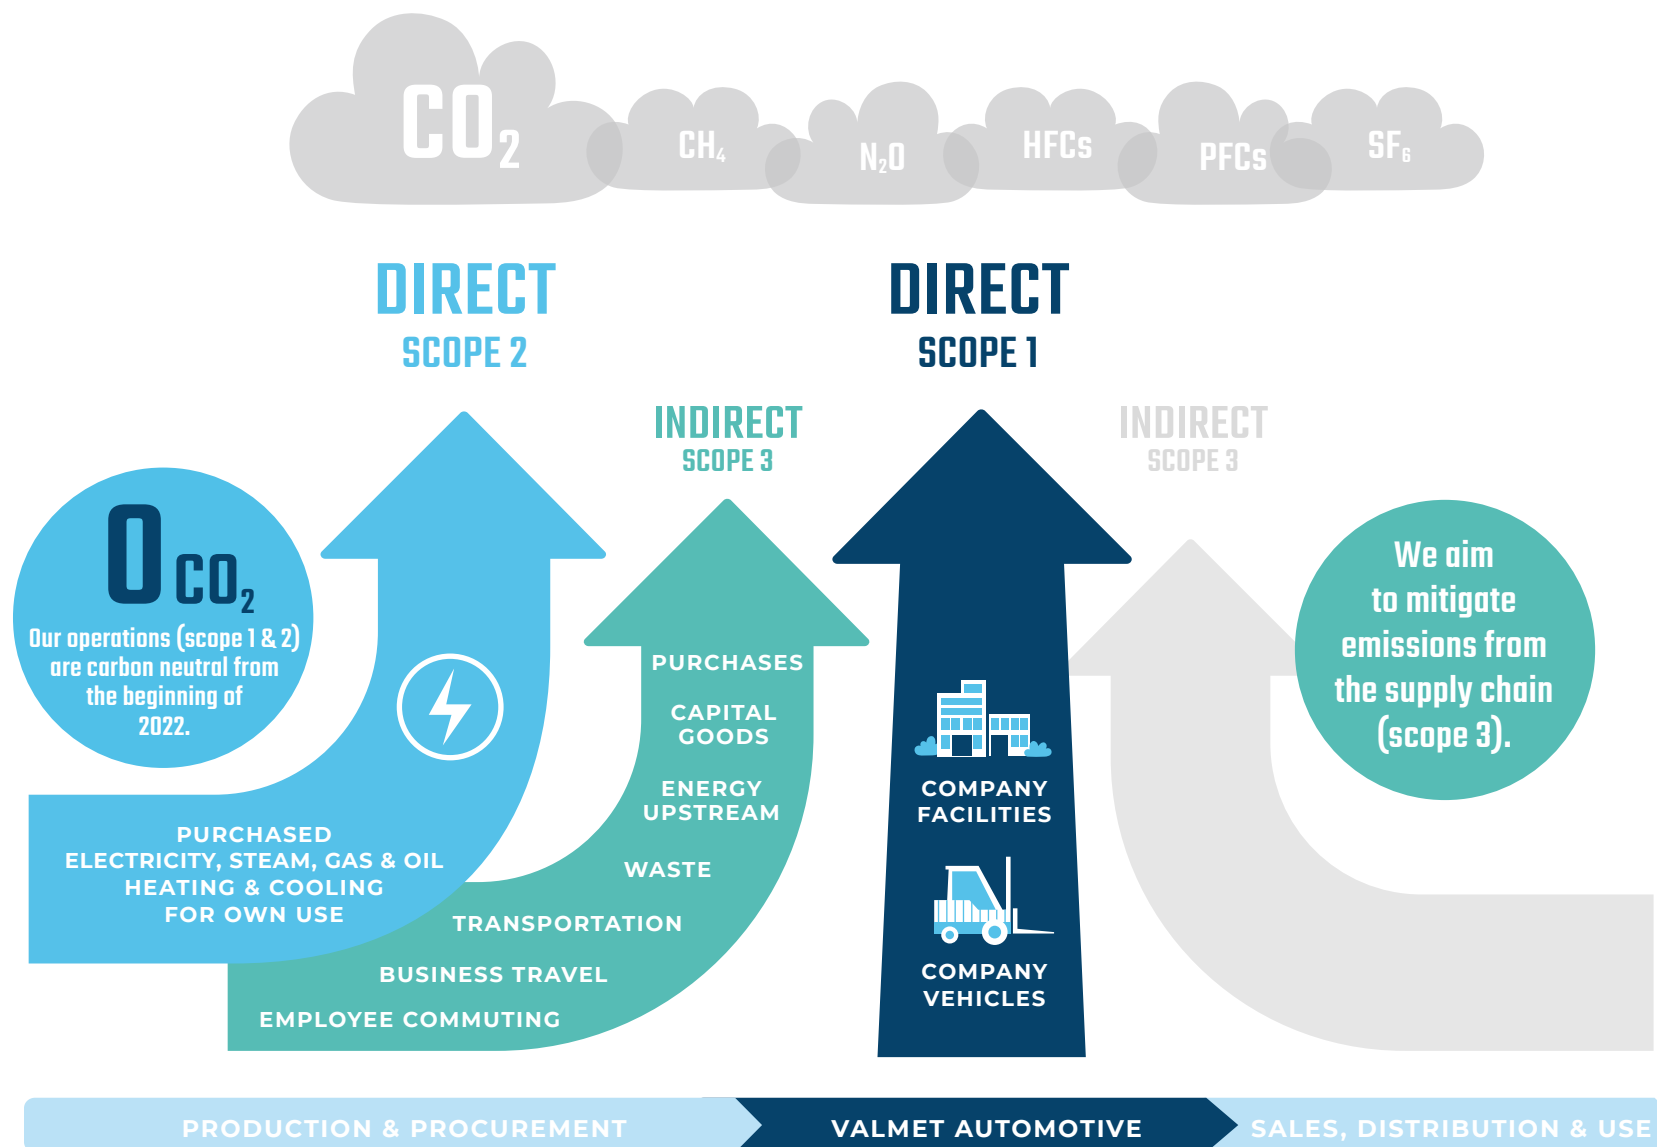 CO₂
CH₄
N₂O
HFCs
PFCs
SF₆
DIRECT
SCOPE 2
DIRECT
SCOPE 1
INDIRECT
SCOPE 3
INDIRECT
SCOPE 3
0 CO₂
Our operations (scope 1 & 2)
are carbon neutral from
the beginning of
2022.
We aim
to mitigate
emissions from
the supply chain
(scope 3).
PURCHASED
ELECTRICITY, STEAM, GAS & OIL
HEATING & COOLING
FOR OWN USE
PURCHASES
CAPITAL
GOODS
ENERGY
UPSTREAM
WASTE
TRANSPORTATION
BUSINESS TRAVEL
EMPLOYEE COMMUTING
COMPANY
FACILITIES
COMPANY
VEHICLES
PRODUCTION & PROCUREMENT
VALMET AUTOMOTIVE
SALES, DISTRIBUTION & USE